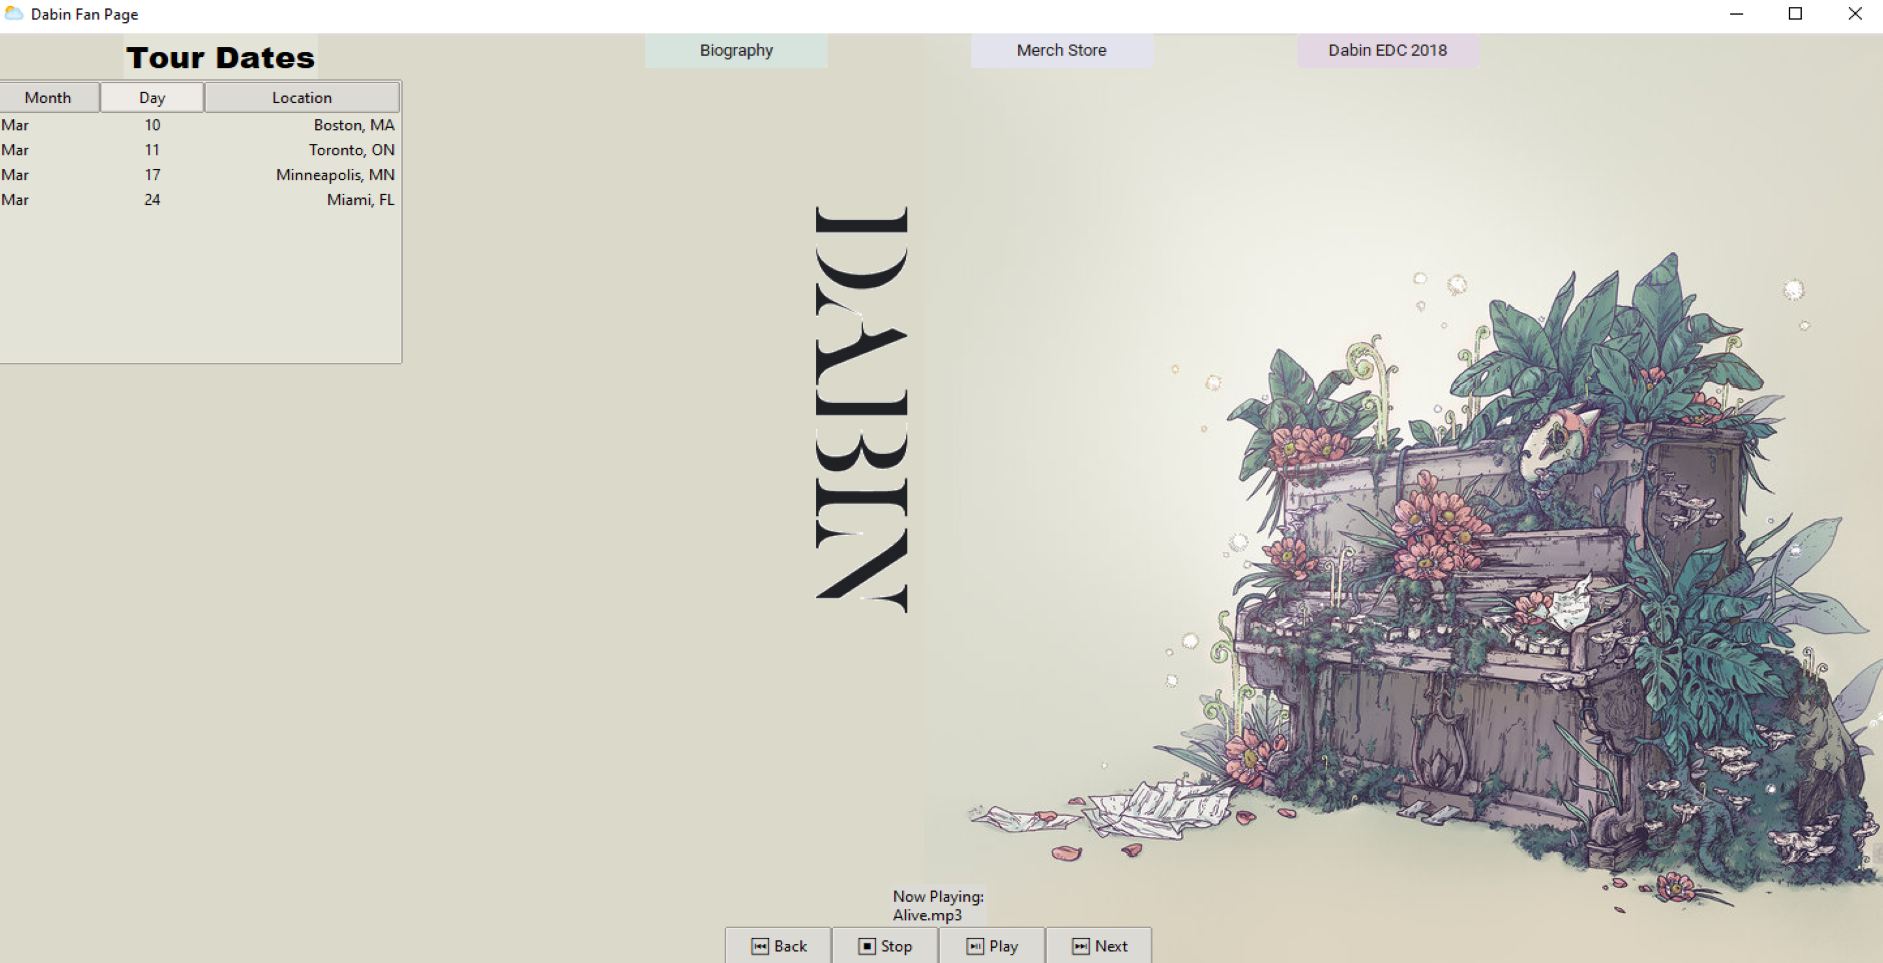 Dabin Fan Page
Tour Dates
Biography
Merch Store
Dabin EDC 2018
Month Day Location
Mar 10 Boston, MA
Mar 11 Toronto, ON
Mar 17 Minneapolis, MN
Mar 24 Miami, FL
DABIN
Now Playing:
Alive.mp3
Back Stop Play Next